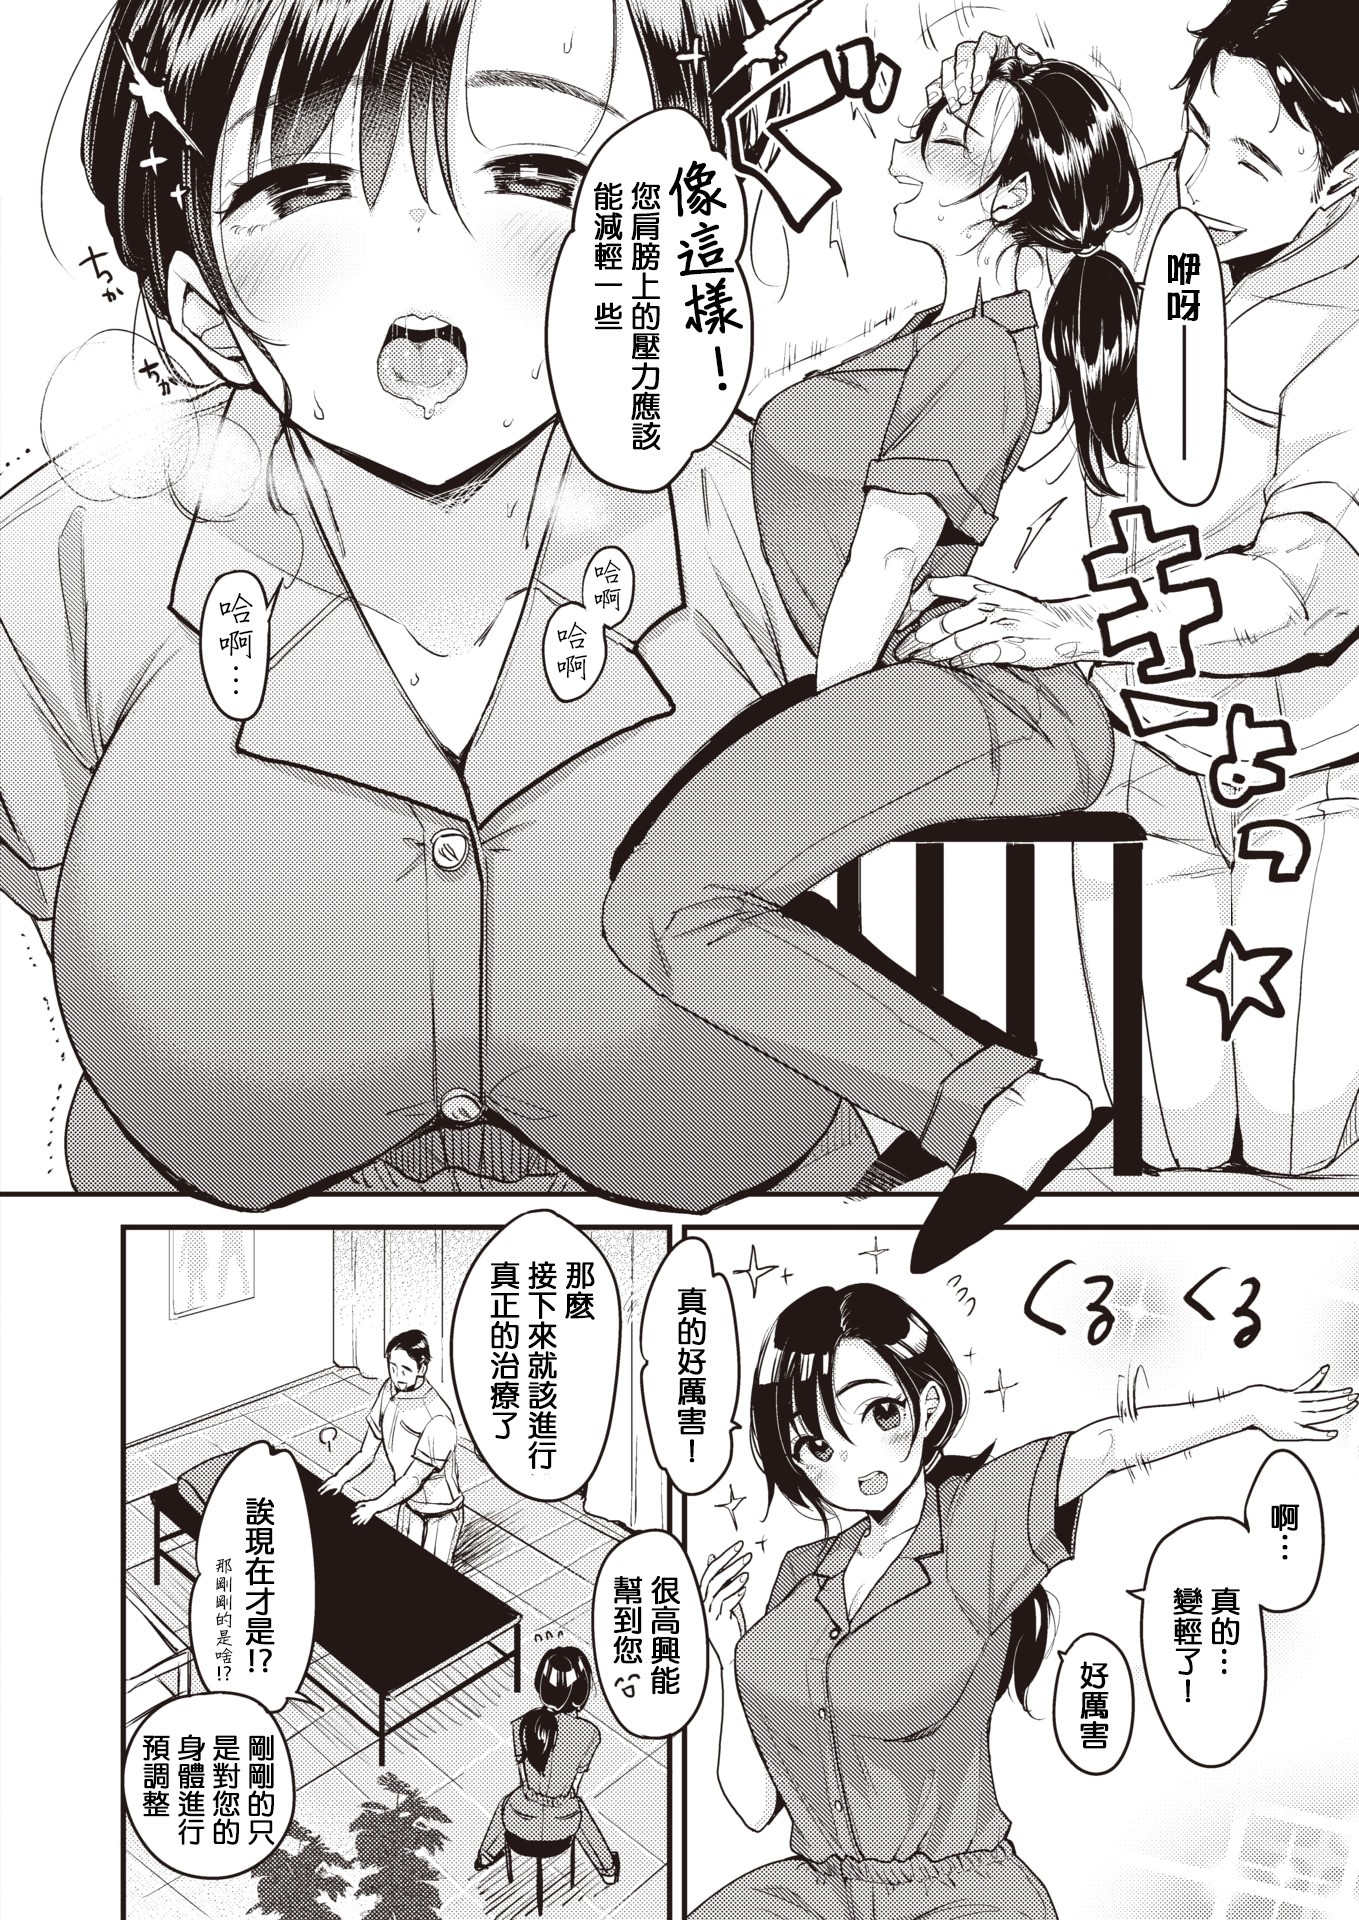 咿呀——
ぐいっ
像這樣！
您肩膀上的壓力應該
能減輕一些
ちか
ちか
哈啊
哈啊
哈啊…
くる くる
啊…
真的…
變輕了！
好厲害
真的好厲害！
很高興能
幫到您
那麼
接下來就該進行
真正的治療了
誒現在才是!?
那剛剛的是啥!?
剛剛的只
是對您的
身體進行
預調整